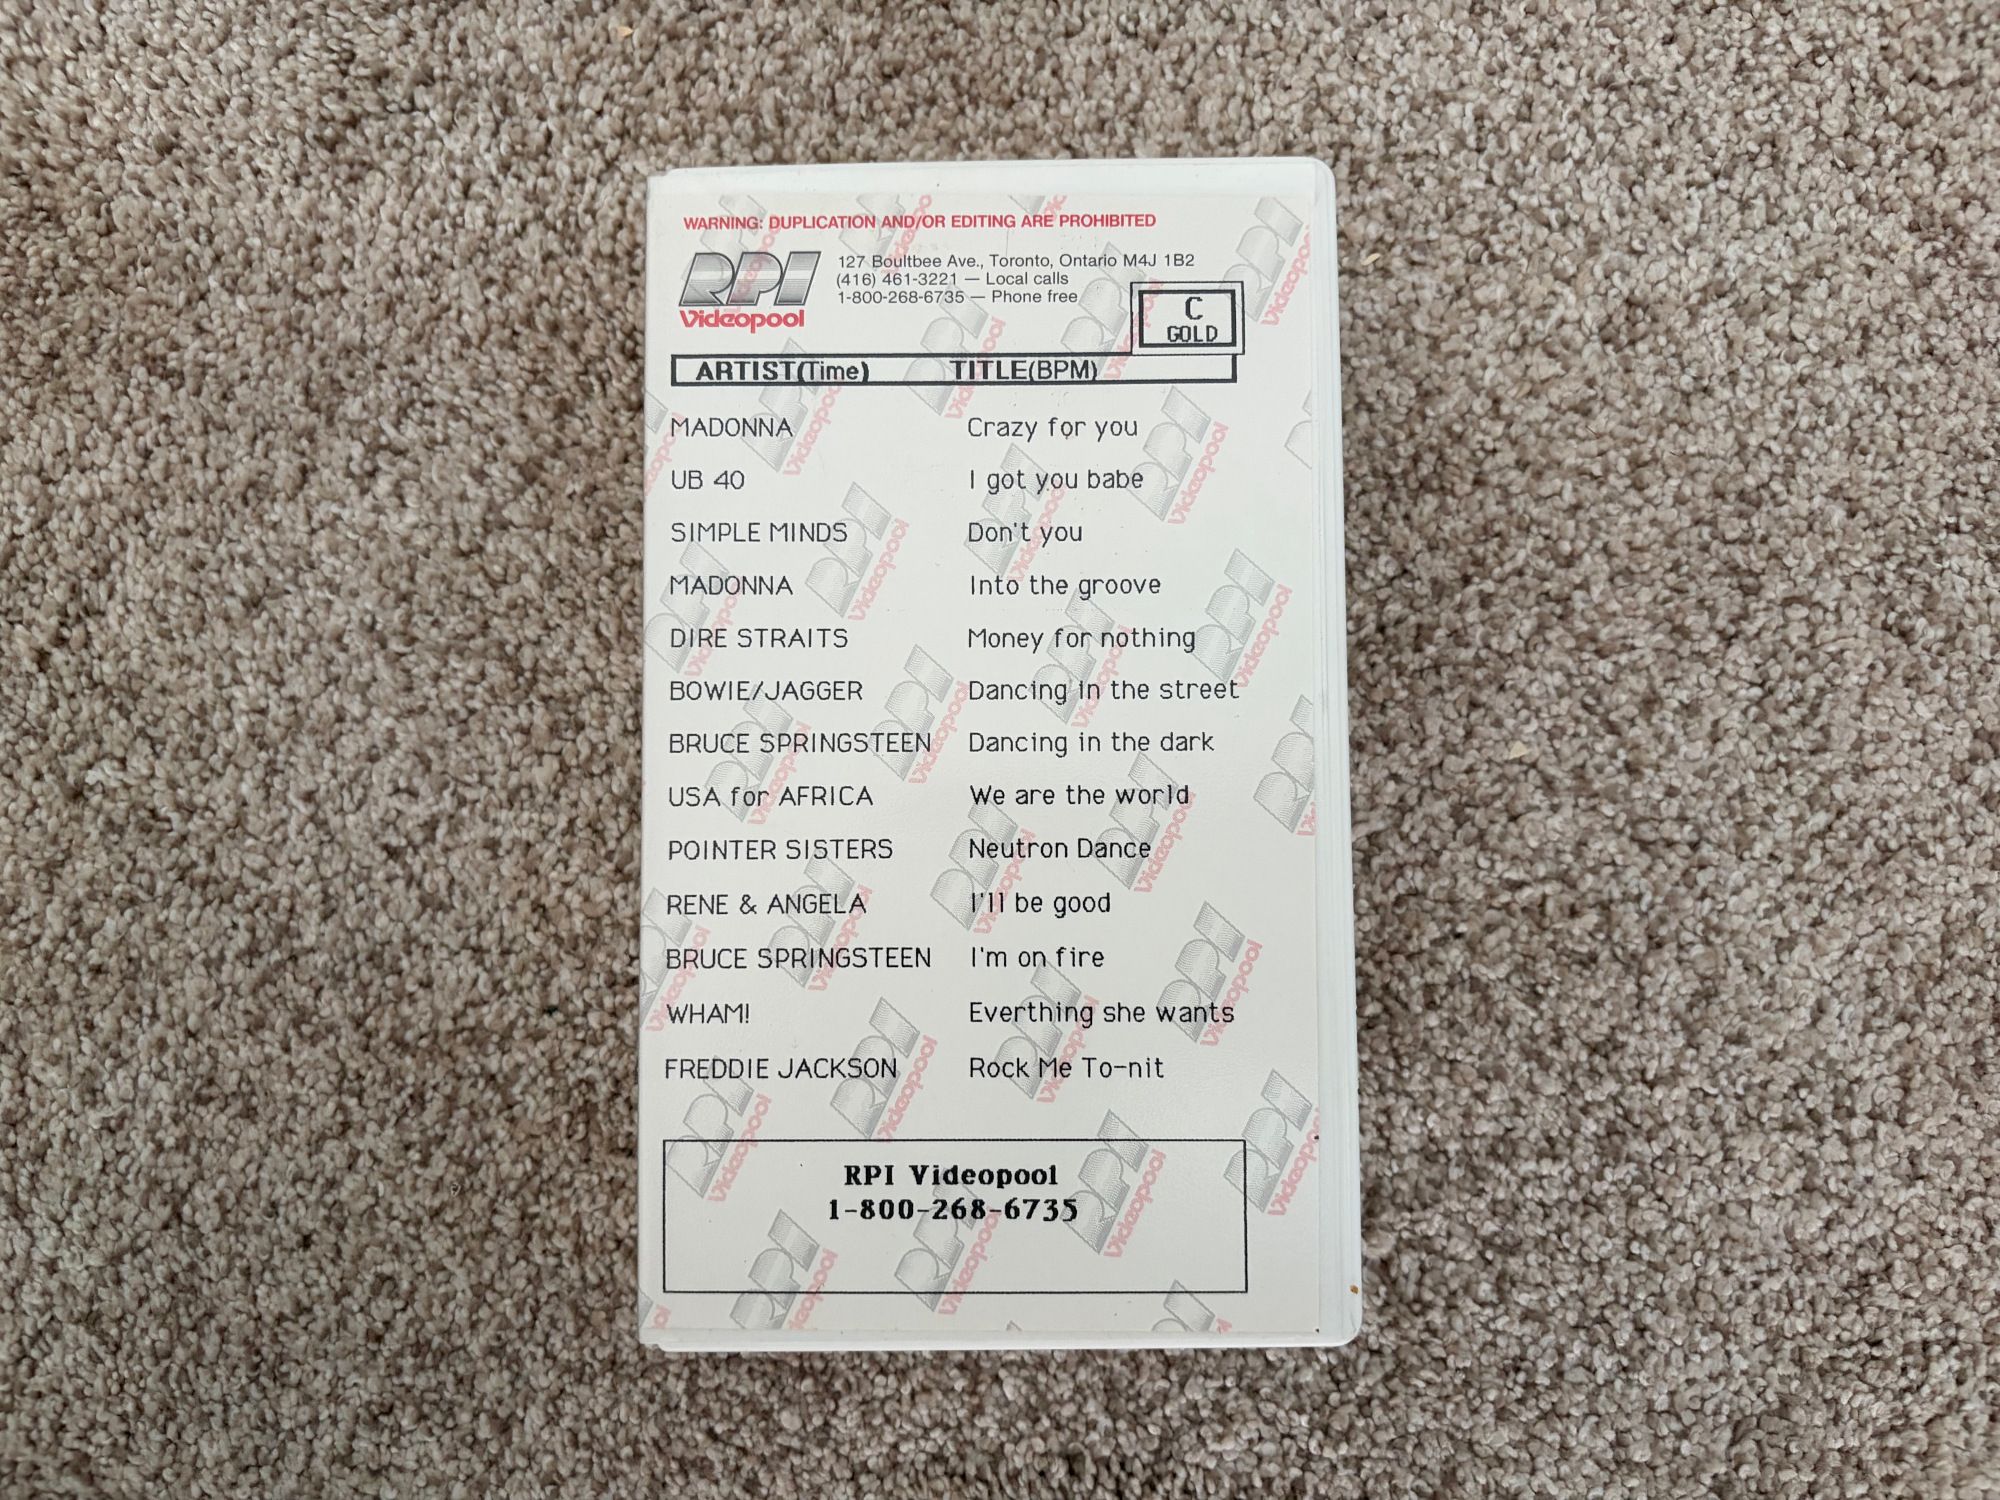 WARNING: DUPLICATION AND/OR EDITING ARE PROHIBITED
RPI
Videopool
127 Boultbee Ave., Toronto, Ontario M4J 1B2
(416) 461-3221 — Local calls
1-800-268-6735 — Phone free
C
GOLD
ARTIST(Time) TITLE(BPM)
MADONNA Crazy for you
UB 40 I got you babe
SIMPLE MINDS Don't you
MADONNA Into the groove
DIRE STRAITS Money for nothing
BOWIE/JAGGER Dancing in the street
BRUCE SPRINGSTEEN Dancing in the dark
USA for AFRICA We are the world
POINTER SISTERS Neutron Dance
RENE & ANGELA I'll be good
BRUCE SPRINGSTEEN I'm on fire
WHAM! Everthing she wants
FREDDIE JACKSON Rock Me To-nit
RPI Videopool
1-800-268-6735